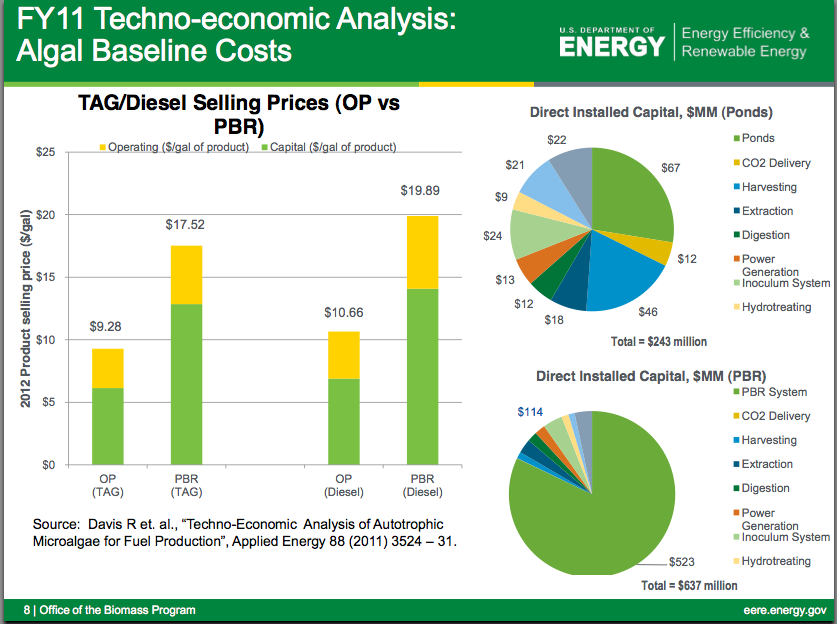 FY11 Techno-economic Analysis:
Algal Baseline Costs
U.S. DEPARTMENT OF
ENERGY
Energy Efficiency &
Renewable Energy
TAG/Diesel Selling Prices (OP vs
PBR)
Operating ($/gal of product)
Capital ($/gal of product)
2012 Product selling price ($/gal)
$25
$20
$15
$10
$5
$0
$9.28
$17.52
$10.66
$19.89
OP
(TAG)
PBR
(TAG)
OP
(Diesel)
PBR
(Diesel)
Source: Davis R et. al., “Techno-Economic Analysis of Autotrophic
Microalgae for Fuel Production”, Applied Energy 88 (2011) 3524 – 31.
Direct Installed Capital, $MM (Ponds)
$67
$12
$46
$18
$12
$13
$24
$9
$21
$22
Ponds
CO2 Delivery
Harvesting
Extraction
Digestion
Power
Generation
Inoculum System
Hydrotreating
Total = $243 million
Direct Installed Capital, $MM (PBR)
$114
$523
PBR System
CO2 Delivery
Harvesting
Extraction
Digestion
Power
Generation
Inoculum System
Hydrotreating
Total = $637 million
8 | Office of the Biomass Program
eere.energy.gov